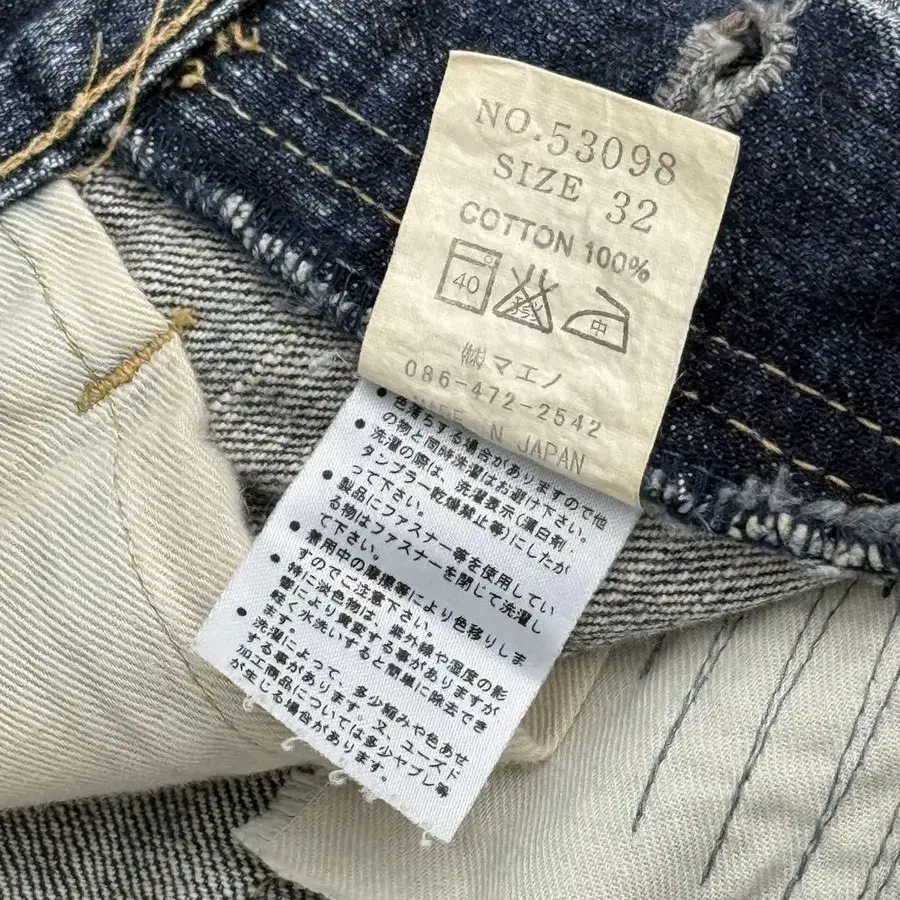 NO.53098
SIZE 32
COTTON 100%
40
中
㈱マエノ
086-472-2542
MADE IN JAPAN
色落ちする場合がありますので他
の物と同時洗濯はお避け下さい。
洗濯の際は、洗濯表示(漂白剤・
タンブラー乾燥禁止等)にしたが
って下さい。
製品にファスナー等を使用してい
る物はファスナーを閉じて洗濯し
て下さい。
着用中の摩擦等により色移りしま
すのでご注意下さい。
特に淡色物は、紫外線や湿度の影
響により黄変する事がありますが
軽く水洗いすると簡単に除去でき
ます。
洗濯によって、多少縮みや色あせ
する事があります。又、ユーズド
加工商品については多少ヤブレ等
が生じる場合があります。